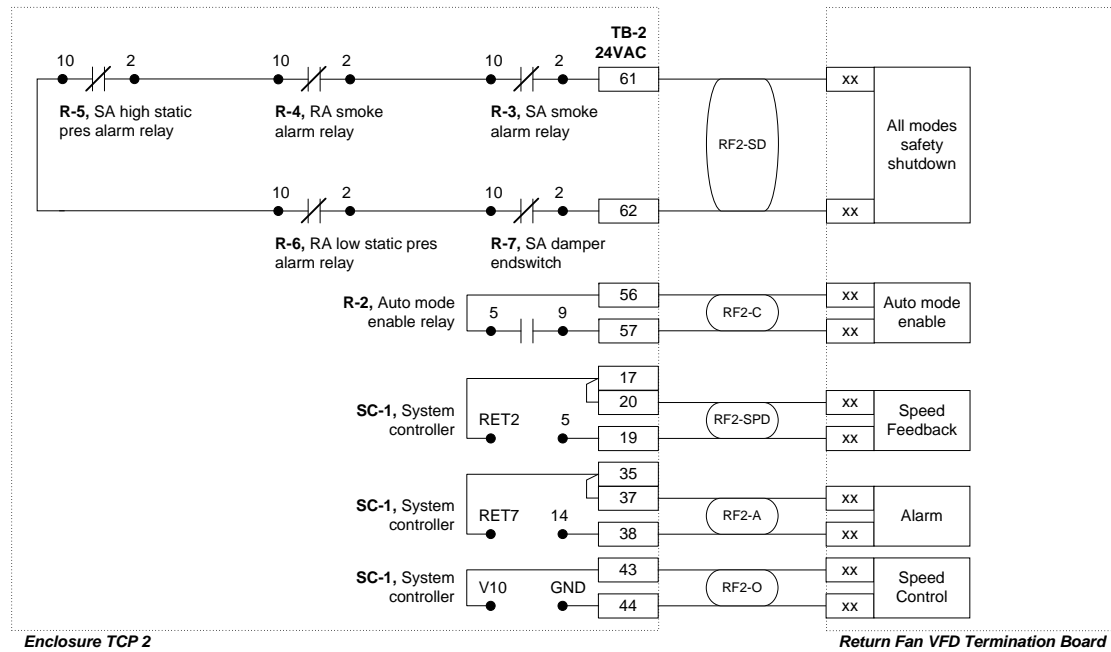 TB-2
24VAC
10 2 10 2 10 2 61 xx
R-5, SA high static
pres alarm relay
R-4, RA smoke
alarm relay
R-3, SA smoke
alarm relay
RF2-SD
All modes
safety
shutdown
10 2 10 2 62 xx
R-6, RA low static pres
alarm relay
R-7, SA damper
endswitch
R-2, Auto mode
enable relay
5 9
56
57
RF2-C
xx
xx
Auto mode
enable
SC-1, System
controller
RET2 5
17
20
19
RF2-SPD
xx
xx
Speed
Feedback
SC-1, System
controller
RET7 14
35
37
38
RF2-A
xx
xx
Alarm
SC-1, System
controller
V10 GND
43
44
RF2-O
xx
xx
Speed
Control
Enclosure TCP 2
Return Fan VFD Termination Board